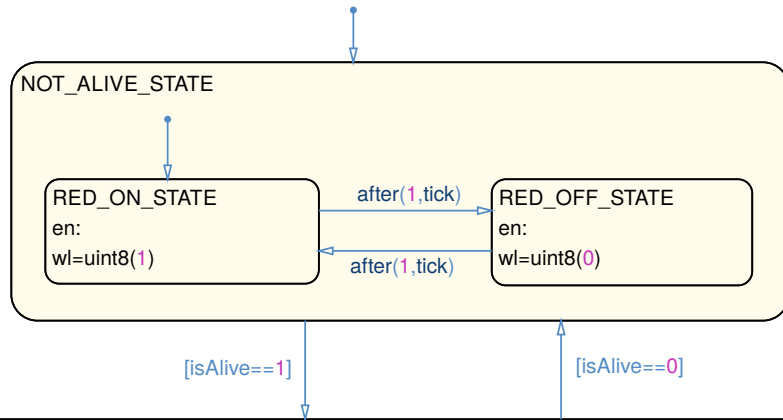 NOT_ALIVE_STATE
RED_ON_STATE
en:
wl=uint8(1)
after(1,tick)
after(1,tick)
RED_OFF_STATE
en:
wl=uint8(0)
[isAlive==1]
[isAlive==0]